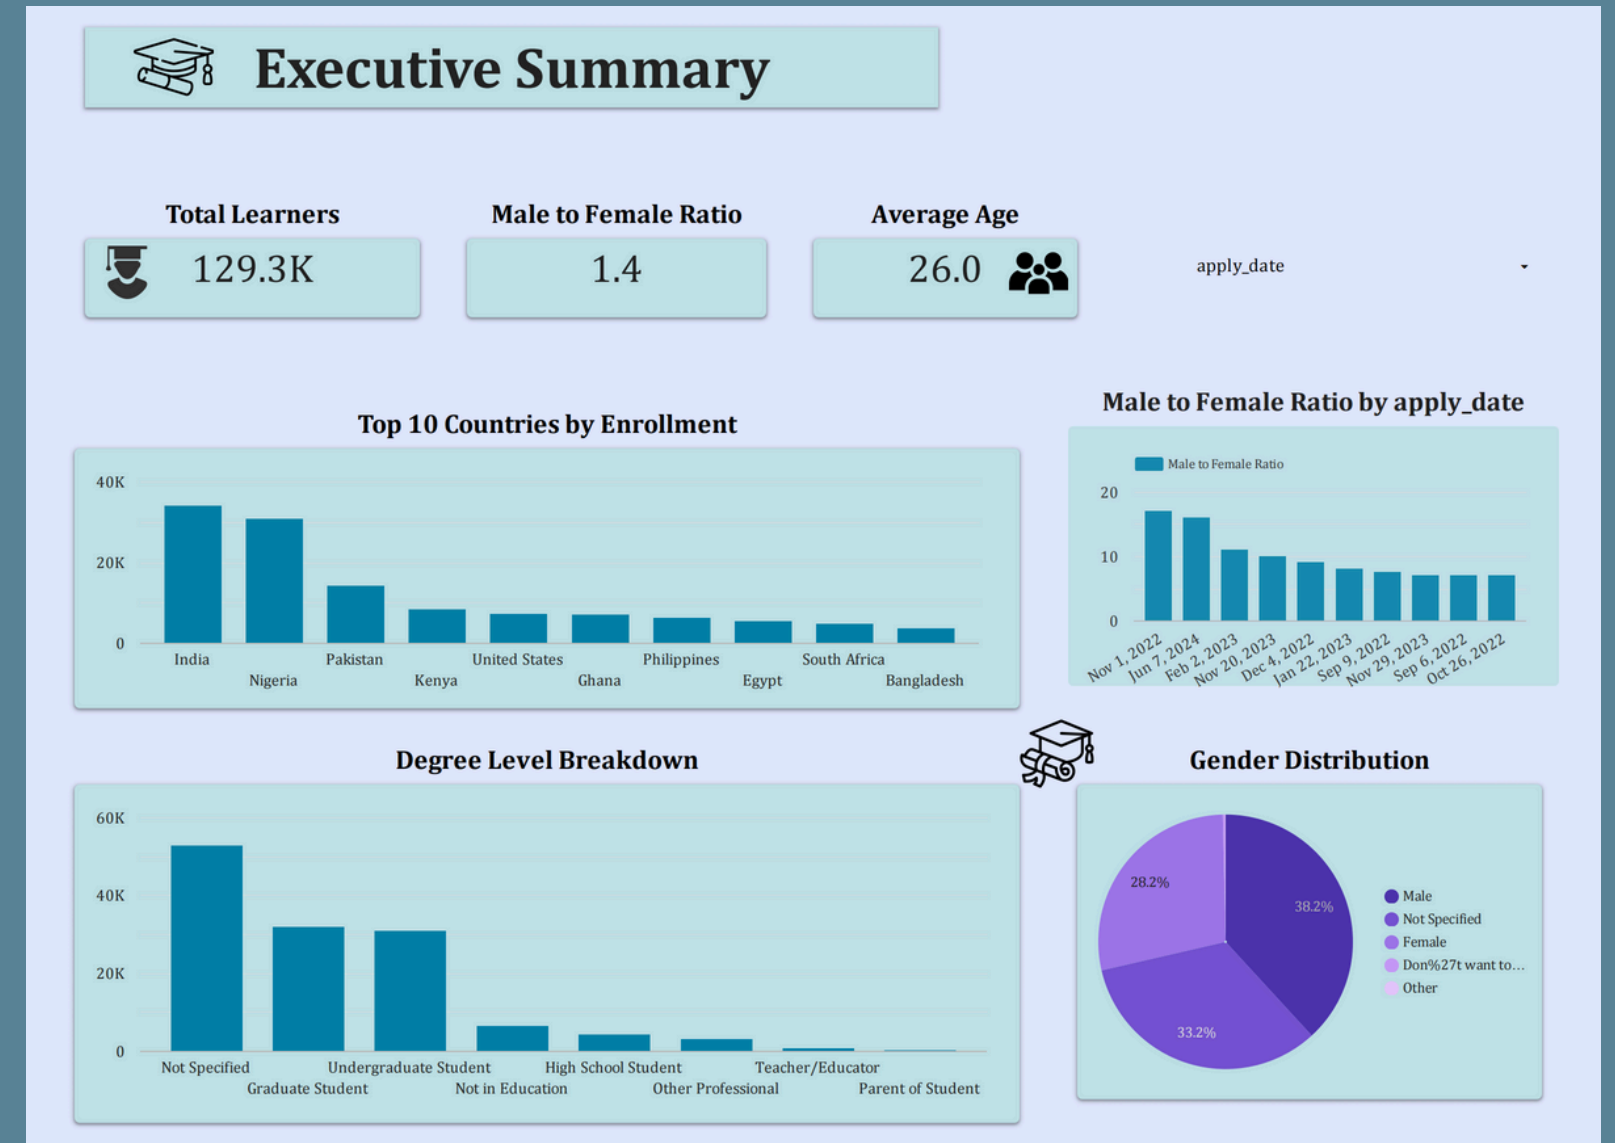 Executive Summary
Total Learners
129.3K
Male to Female Ratio
1.4
Average Age
26.0
apply_date
Top 10 Countries by Enrollment
40K
20K
0
India
Nigeria
Pakistan
Kenya
United States
Ghana
Philippines
Egypt
South Africa
Bangladesh
Male to Female Ratio by apply_date
Male to Female Ratio
20
10
0
Nov 1, 2022
Jun 7, 2024
Feb 2, 2023
Nov 20, 2023
Dec 4, 2022
Jan 22, 2023
Sep 9, 2022
Nov 29, 2023
Sep 6, 2022
Oct 26, 2022
Degree Level Breakdown
60K
40K
20K
0
Not Specified
Graduate Student
Undergraduate Student
Not in Education
High School Student
Other Professional
Teacher/Educator
Parent of Student
Gender Distribution
28.2%
38.2%
33.2%
Male
Not Specified
Female
Don%27t want to...
Other